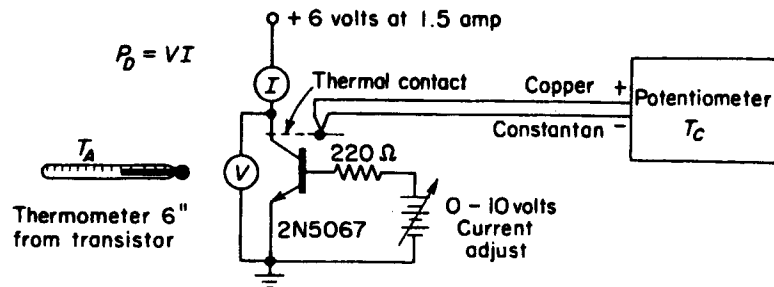 + 6 volts at 1.5 amp
P_D = VI
I
Thermal contact
Copper +
Constantan −
Potentiometer
T_C
T_A
V
220 Ω
Thermometer 6"
from transistor
2N5067
0 – 10 volts
Current
adjust